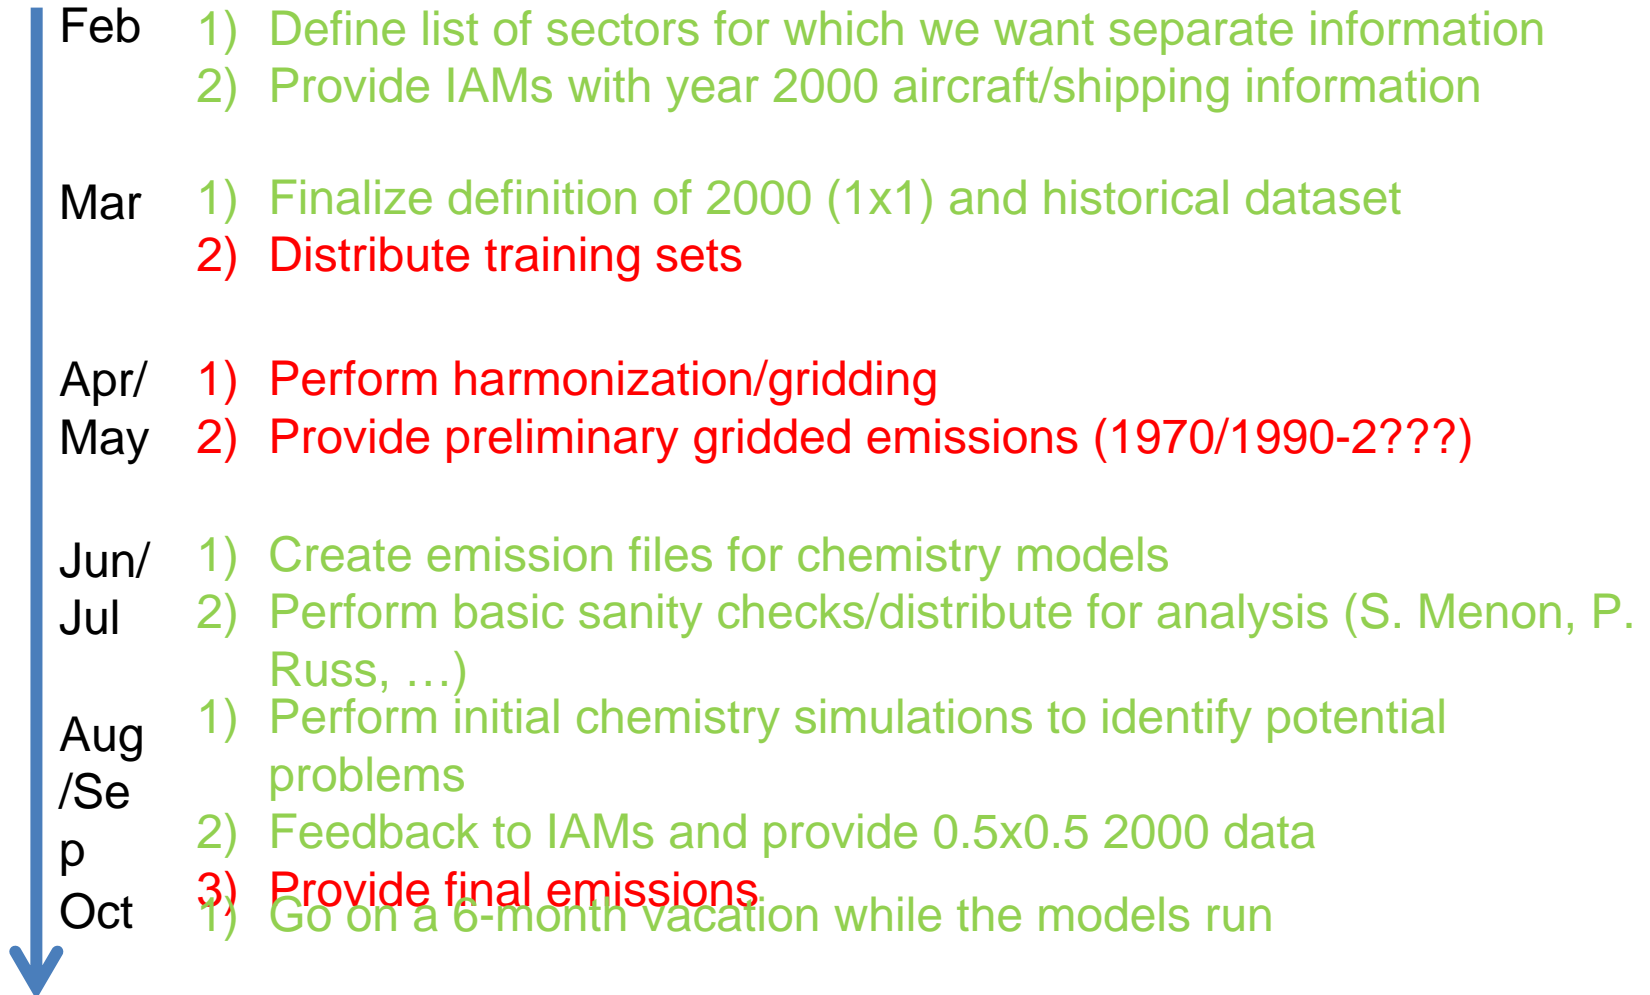 Feb
1) Define list of sectors for which we want separate information
2) Provide IAMs with year 2000 aircraft/shipping information
Mar
1) Finalize definition of 2000 (1x1) and historical dataset
2) Distribute training sets
Apr/
May
1) Perform harmonization/gridding
2) Provide preliminary gridded emissions (1970/1990-2???)
Jun/
Jul
1) Create emission files for chemistry models
2) Perform basic sanity checks/distribute for analysis (S. Menon, P.
Russ, …)
Aug
/Se
p
1) Perform initial chemistry simulations to identify potential
problems
2) Feedback to IAMs and provide 0.5x0.5 2000 data
3) Provide final emissions
Oct
1) Go on a 6-month vacation while the models run